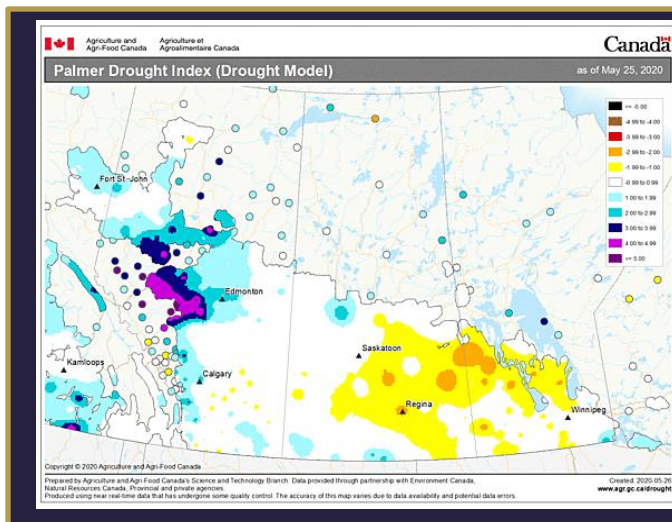 Agriculture and Agri-Food Canada
Agriculture et Agroalimentaire Canada
Canada
Palmer Drought Index (Drought Model)
as of May 25, 2020
<= -5.00
-4.99 to -4.00
-3.99 to -3.00
-2.99 to -2.00
-1.99 to -1.00
-0.99 to 0.99
1.00 to 1.99
2.00 to 2.99
3.00 to 3.99
4.00 to 4.99
>= 5.00
Fort St-John
Edmonton
Saskatoon
Kamloops
Calgary
Regina
Winnipeg
Copyright © 2020 Agriculture and Agri-Food Canada
Prepared by Agriculture and Agri-Food Canada's Science and Technology Branch. Data provided through partnership with Environment Canada,
Natural Resources Canada, Provincial and private agencies.
Produced using near real-time data that has undergone some quality control. The accuracy of this map varies due to data availability and potential data errors.
Created: 2020-05-26
www.agr.gc.ca/drought